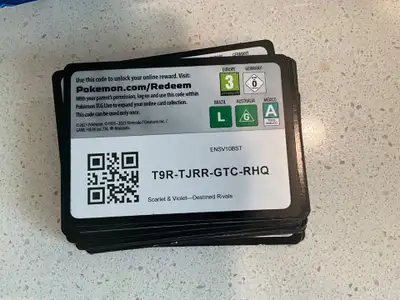 Use this code to unlock your online reward. Visit:
Pokemon.com/Redeem
With your parent's permission, log on and use this code within
Pokémon TCG Live to expand your online card collection.
This code can be used only once.
EUROPE
3
GERMANY
0
BRAZIL
L
AUSTRALIA
G
MEXICO
A
ENSV10BST
T9R-TJRR-GTC-RHQ
Scarlet & Violet—Destined Rivals